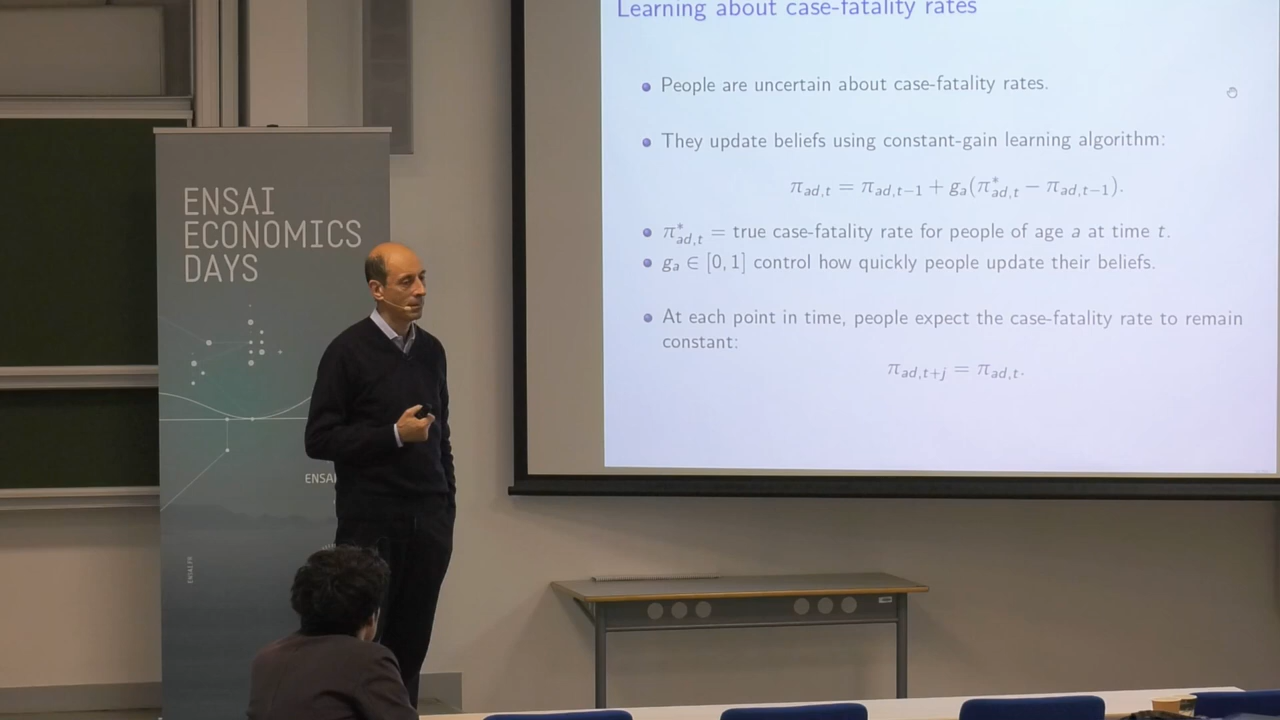 ENSAI
ECONOMICS
DAYS
ENSAI
ENSAI.FR
Learning about case-fatality rates
People are uncertain about case-fatality rates.
They update beliefs using constant-gain learning algorithm:
π_{ad,t} = π_{ad,t−1} + g_a(π*_{ad,t} − π_{ad,t−1}).
π*_{ad,t} = true case-fatality rate for people of age a at time t.
g_a ∈ [0, 1] control how quickly people update their beliefs.
At each point in time, people expect the case-fatality rate to remain
constant:
π_{ad,t+j} = π_{ad,t}.